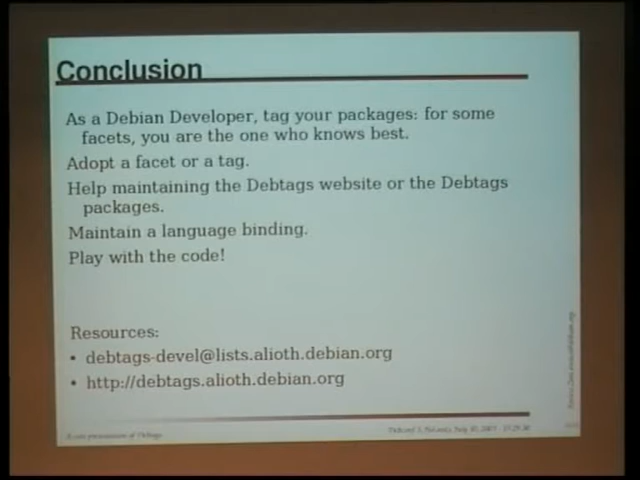 Conclusion
As a Debian Developer, tag your packages: for some
facets, you are the one who knows best.
Adopt a facet or a tag.
Help maintaining the Debtags website or the Debtags
packages.
Maintain a language binding.
Play with the code!
Resources:
• debtags-devel@lists.alioth.debian.org
• http://debtags.alioth.debian.org